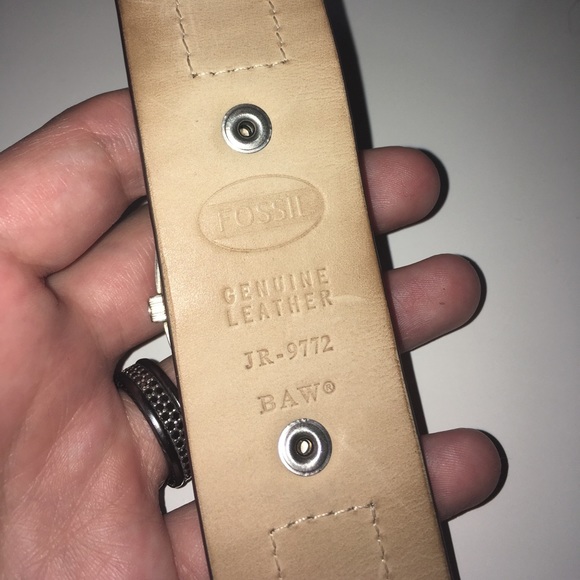 FOSSIL
GENUINE
LEATHER
JR-9772
BAW®